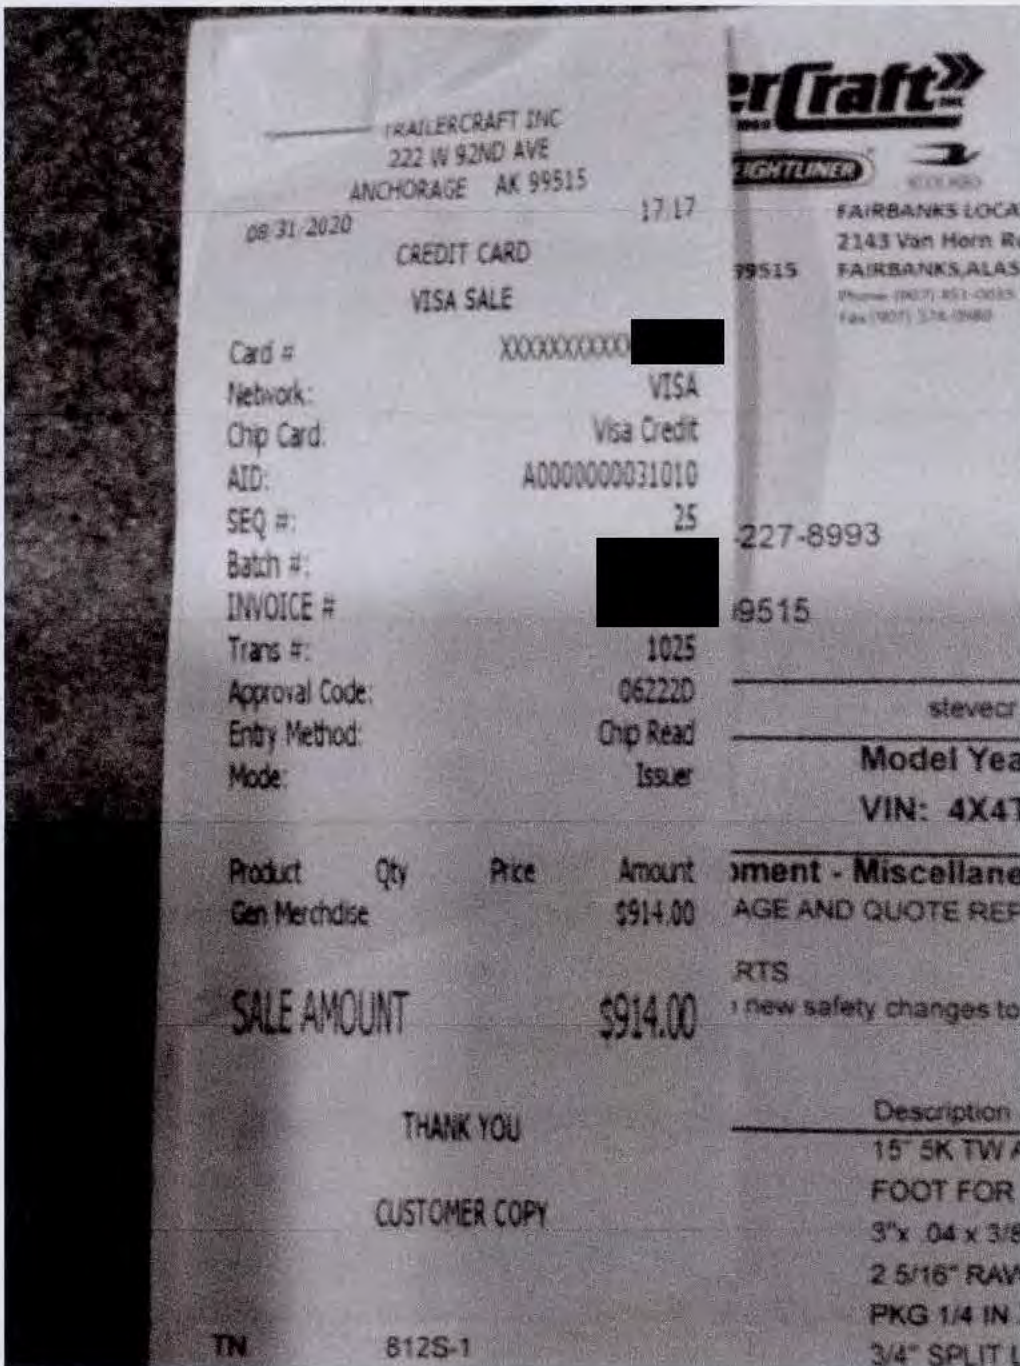 TRAILERCRAFT INC
222 W 92ND AVE
ANCHORAGE AK 99515
08 31 2020 17:17
CREDIT CARD
VISA SALE
Card # XXXXXXXXXXXX
Network: VISA
Chip Card: Visa Credit
AID: A0000000031010
SEQ #: 25
Batch #:
INVOICE #
Trans #: 1025
Approval Code: 06222D
Entry Method: Chip Read
Mode: Issuer
Product Qty Price Amount
Gen Merchdise $914.00
SALE AMOUNT $914.00
THANK YOU
CUSTOMER COPY
TN 812S-1
erCraft
EIGHTLINER
FAIRBANKS LOCA
2143 Van Horn R
99515 FAIRBANKS,ALAS
-227-8993
99515
stevecr
Model Yea
VIN: 4X4T
oment - Miscellane
AGE AND QUOTE REP
RTS
new safety changes to
Description
15" 5K TW A
FOOT FOR
3"x .04 x 3/8
2 5/16" RAW
PKG 1/4 IN
3/4" SPLIT L